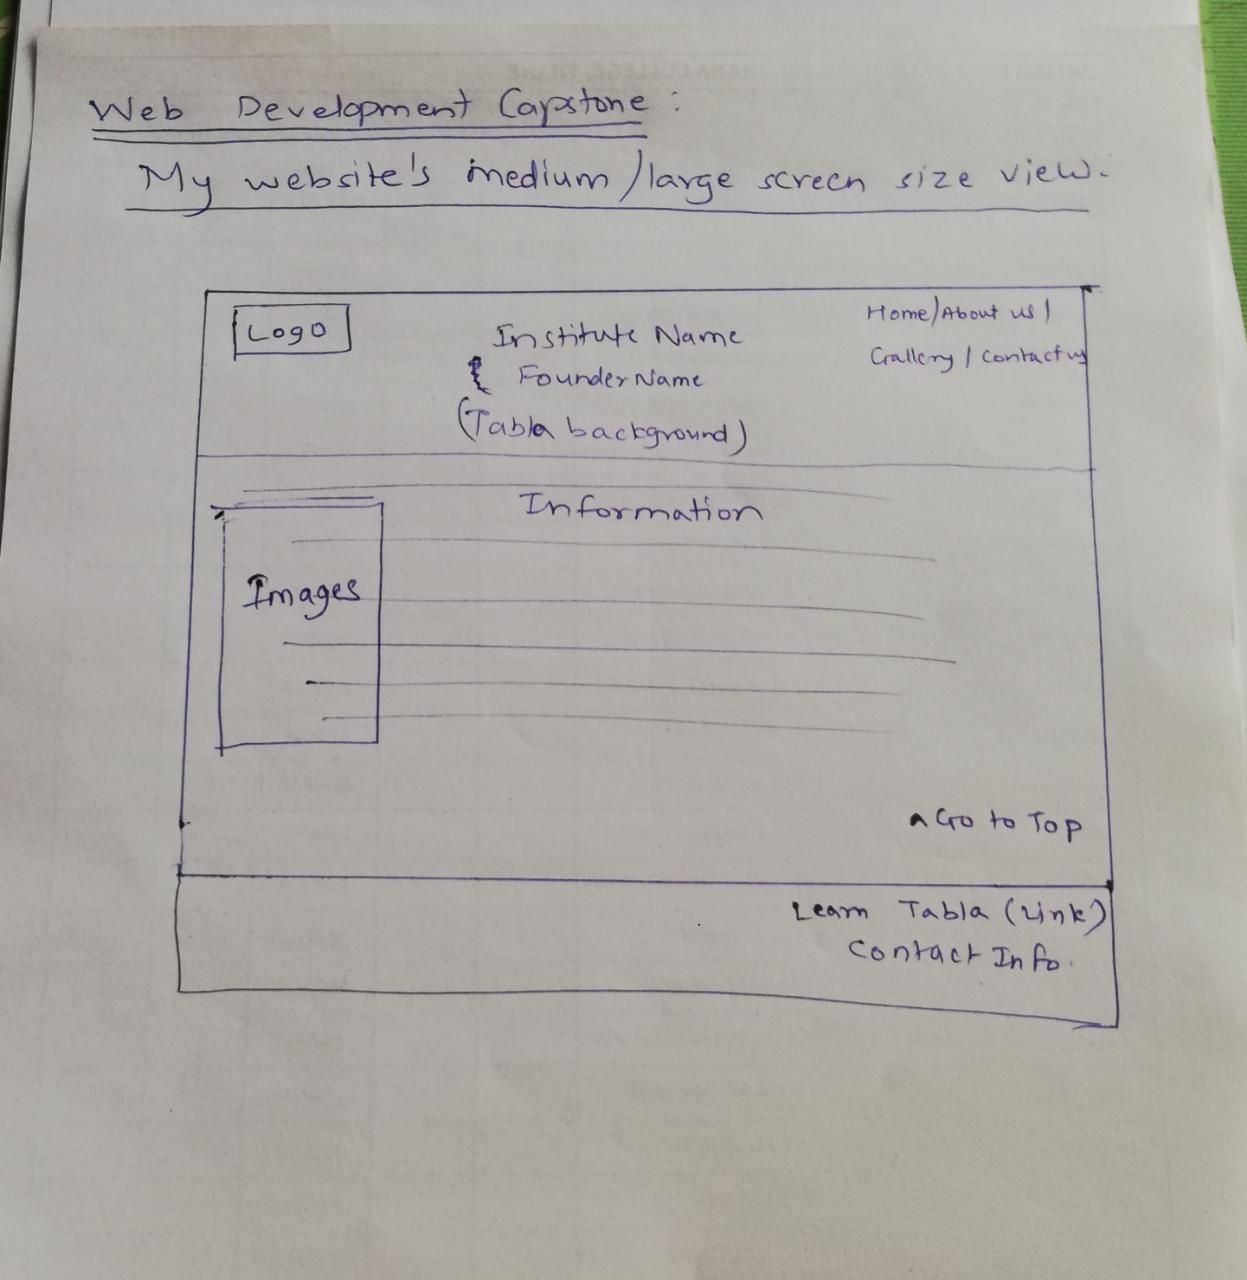 Web Development Capstone :
My website's medium/large screen size view.
Logo
Institute Name
Founder Name
(Tabla background)
Home/About us |
Gallery | Contact us
Information
Images
Go to Top
Learn Tabla (Link)
Contact Info.